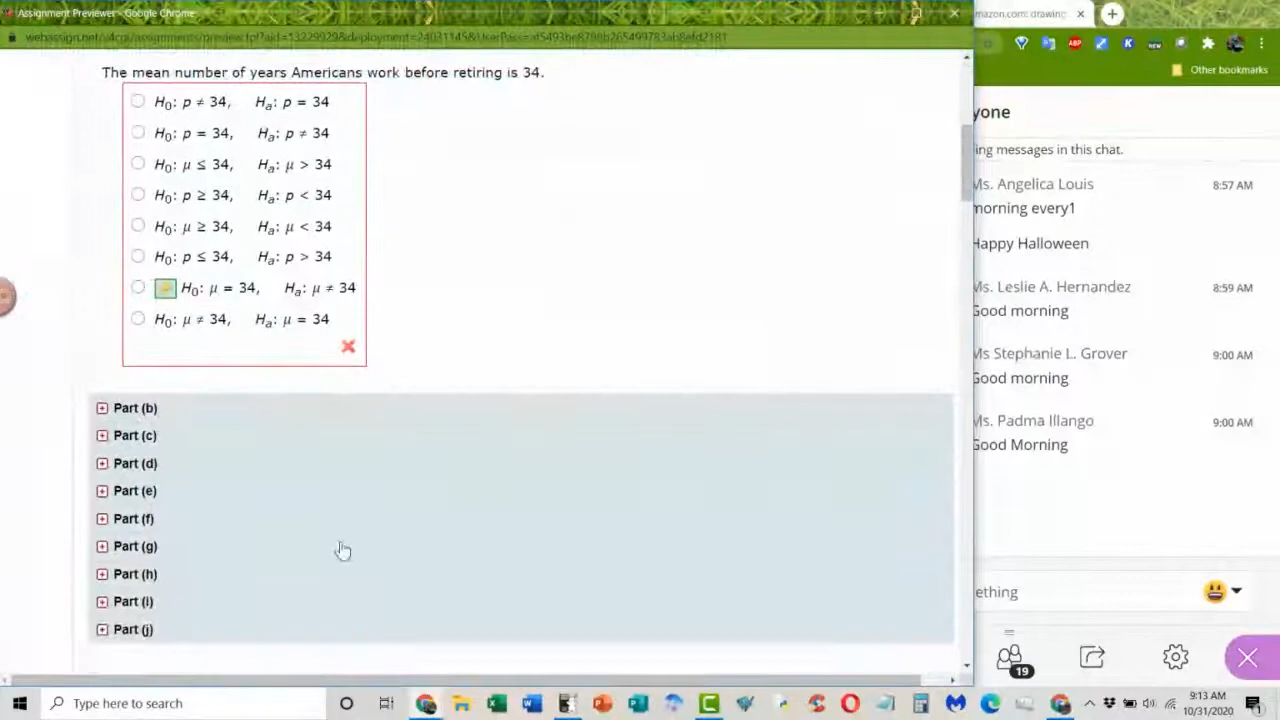 Assignment Previewer - Google Chrome
mazon.com: drawing
ABP
NEW
Other bookmarks
The mean number of years Americans work before retiring is 34.
H0: p ≠ 34, Ha: p = 34
H0: p = 34, Ha: p ≠ 34
H0: μ ≤ 34, Ha: μ > 34
H0: p ≥ 34, Ha: p < 34
H0: μ ≥ 34, Ha: μ < 34
H0: p ≤ 34, Ha: p > 34
H0: μ = 34, Ha: μ ≠ 34
H0: μ ≠ 34, Ha: μ = 34
Part (b)
Part (c)
Part (d)
Part (e)
Part (f)
Part (g)
Part (h)
Part (i)
Part (j)
yone
ing messages in this chat.
Ms. Angelica Louis 8:57 AM
morning every1
Happy Halloween
Ms. Leslie A. Hernandez 8:59 AM
Good morning
Ms Stephanie L. Grover 9:00 AM
Good morning
Ms. Padma Illango 9:00 AM
Good Morning
ething
19
Type here to search
9:13 AM
10/31/2020